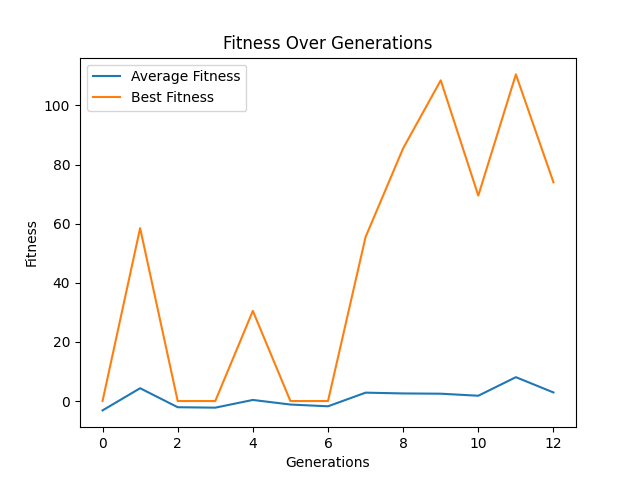 Fitness Over Generations
Average Fitness
Best Fitness
100
80
60
40
20
0
Fitness
0 2 4 6 8 10 12
Generations